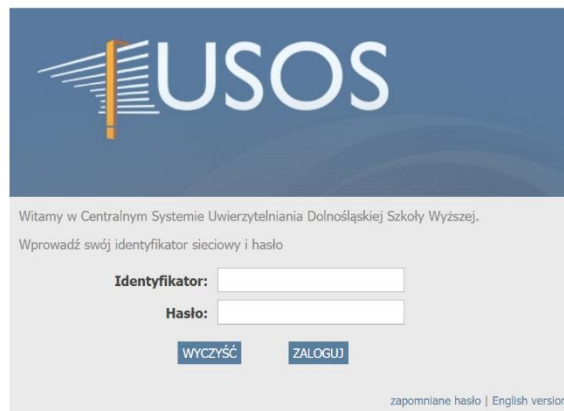 USOS
Witamy w Centralnym Systemie Uwierzytelniania Dolnośląskiej Szkoły Wyższej.
Wprowadź swój identyfikator sieciowy i hasło
Identyfikator:
Hasło:
WYCZYŚĆ ZALOGUJ
zapomniane hasło | English version